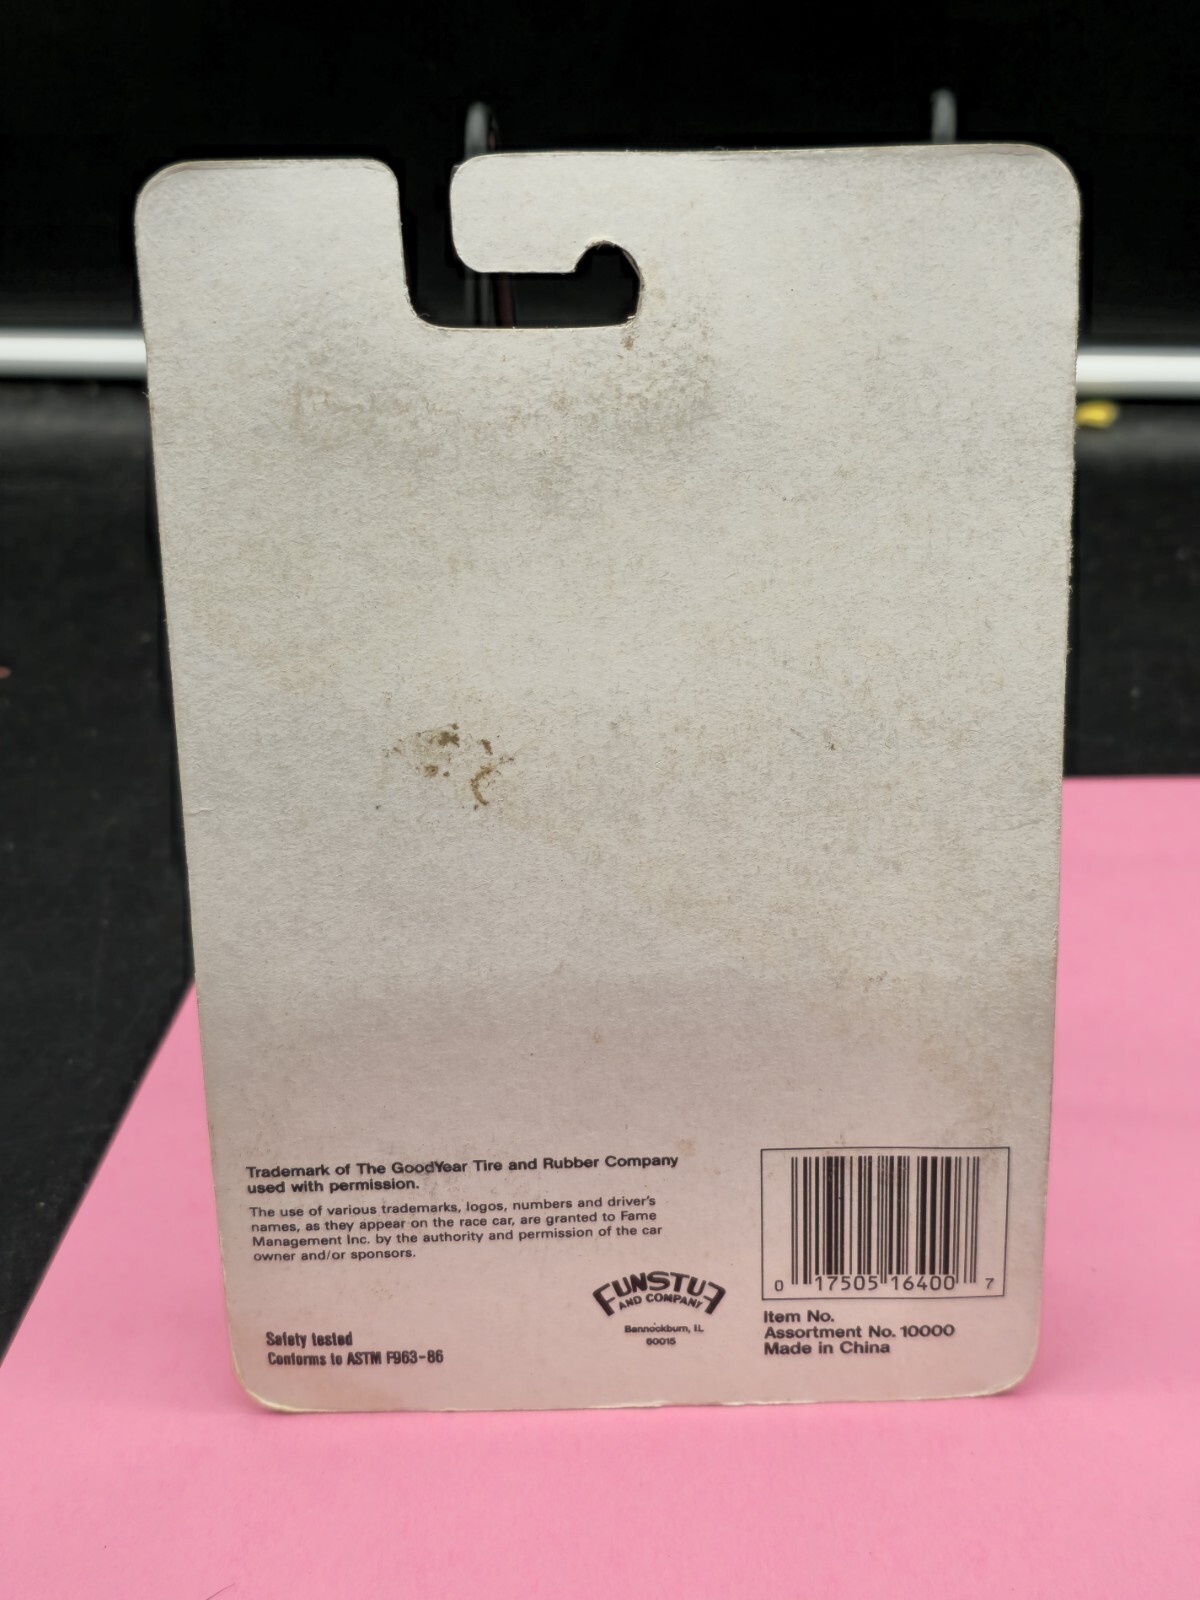 Trademark of The GoodYear Tire and Rubber Company
used with permission.
The use of various trademarks, logos, numbers and driver's
names, as they appear on the race car, are granted to Fame
Management Inc. by the authority and permission of the car
owner and/or sponsors.
FUNSTUF
AND COMPANY
Bannockburn, IL
60015
Safety tested
Conforms to ASTM F963-86
0 17505 16400 7
Item No.
Assortment No. 10000
Made in China